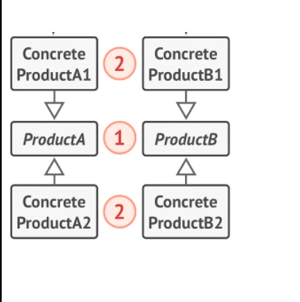 Concrete
ProductA1
2
Concrete
ProductB1
ProductA
1
ProductB
Concrete
ProductA2
2
Concrete
ProductB2